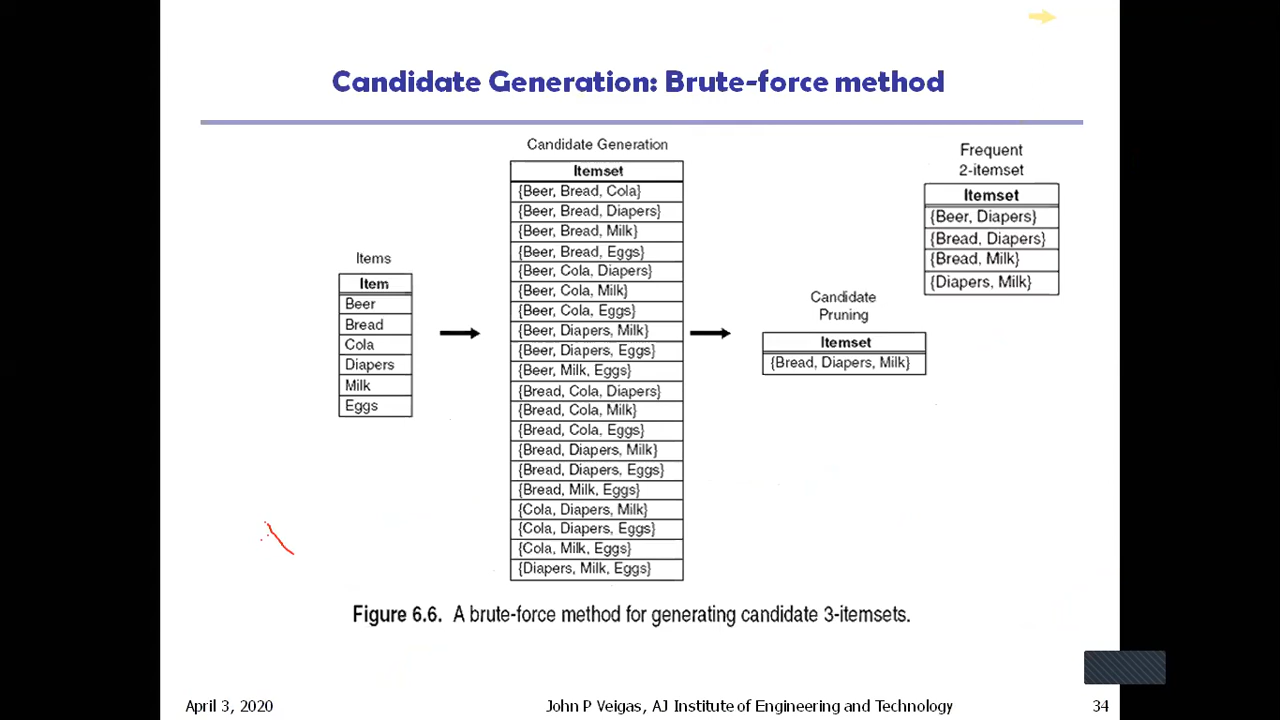 Candidate Generation: Brute-force method
Items
Item
Beer
Bread
Cola
Diapers
Milk
Eggs
Candidate Generation
Itemset
{Beer, Bread, Cola}
{Beer, Bread, Diapers}
{Beer, Bread, Milk}
{Beer, Bread, Eggs}
{Beer, Cola, Diapers}
{Beer, Cola, Milk}
{Beer, Cola, Eggs}
{Beer, Diapers, Milk}
{Beer, Diapers, Eggs}
{Beer, Milk, Eggs}
{Bread, Cola, Diapers}
{Bread, Cola, Milk}
{Bread, Cola, Eggs}
{Bread, Diapers, Milk}
{Bread, Diapers, Eggs}
{Bread, Milk, Eggs}
{Cola, Diapers, Milk}
{Cola, Diapers, Eggs}
{Cola, Milk, Eggs}
{Diapers, Milk, Eggs}
Candidate
Pruning
Itemset
{Bread, Diapers, Milk}
Frequent
2-itemset
Itemset
{Beer, Diapers}
{Bread, Diapers}
{Bread, Milk}
{Diapers, Milk}
Figure 6.6. A brute-force method for generating candidate 3-itemsets.
April 3, 2020
John P Veigas, AJ Institute of Engineering and Technology
34